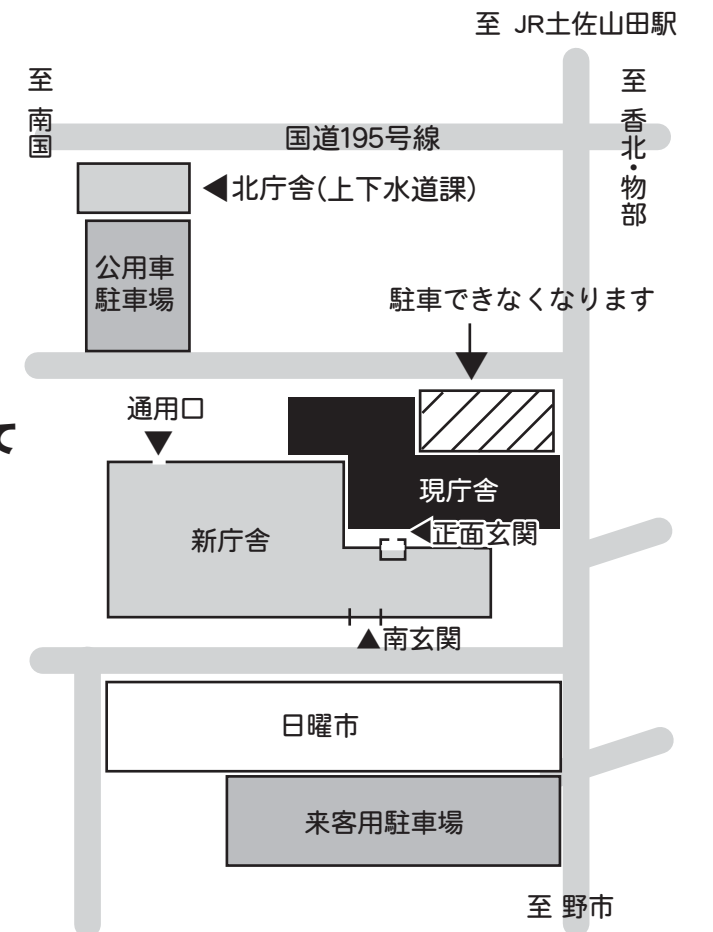 至 JR土佐山田駅
至 南国
至 香北・物部
国道195号線
北庁舎(上下水道課)
公用車
駐車場
駐車できなくなります
通用口
て
現庁舎
正面玄関
新庁舎
南玄関
日曜市
来客用駐車場
至 野市